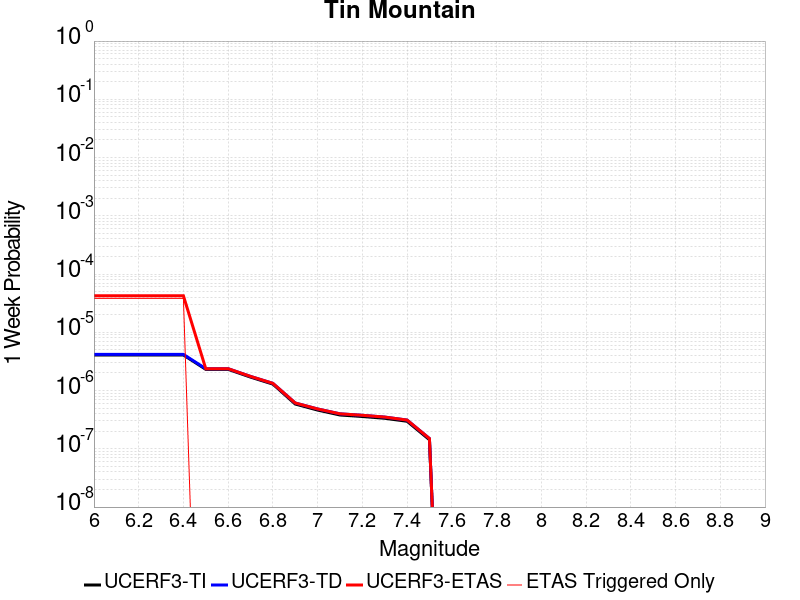 Tin Mountain
10^0
10^-1
10^-2
10^-3
10^-4
10^-5
10^-6
10^-7
10^-8
1 Week Probability
6 6.2 6.4 6.6 6.8 7 7.2 7.4 7.6 7.8 8 8.2 8.4 8.6 8.8 9
Magnitude
UCERF3-TI UCERF3-TD UCERF3-ETAS ETAS Triggered Only